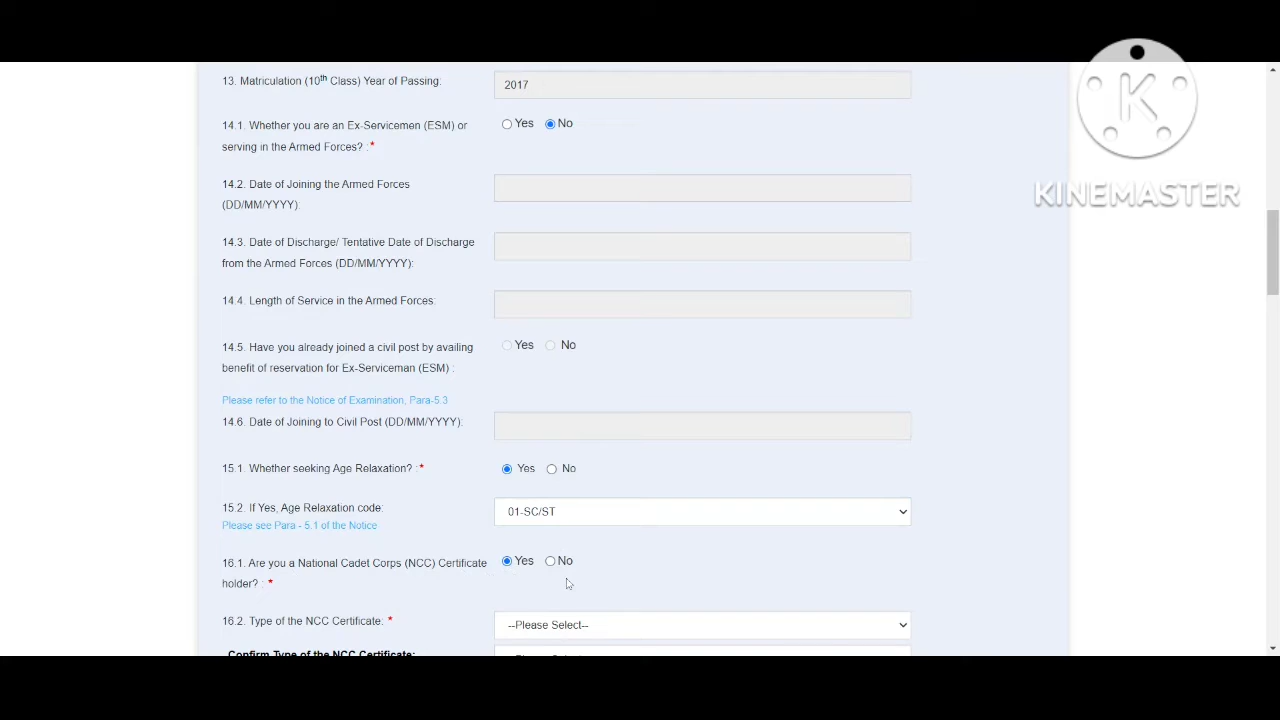 13. Matriculation (10th Class) Year of Passing:
2017
14.1. Whether you are an Ex-Servicemen (ESM) or
serving in the Armed Forces? : *
Yes No
14.2. Date of Joining the Armed Forces
(DD/MM/YYYY):
14.3. Date of Discharge/ Tentative Date of Discharge
from the Armed Forces (DD/MM/YYYY):
14.4. Length of Service in the Armed Forces:
14.5. Have you already joined a civil post by availing
benefit of reservation for Ex-Serviceman (ESM) :
Yes No
Please refer to the Notice of Examination, Para-5.3
14.6. Date of Joining to Civil Post (DD/MM/YYYY):
15.1. Whether seeking Age Relaxation? : *
Yes No
15.2. If Yes, Age Relaxation code:
Please see Para - 5.1 of the Notice
01-SC/ST
16.1. Are you a National Cadet Corps (NCC) Certificate
holder? : *
Yes No
16.2. Type of the NCC Certificate: *
--Please Select--
Confirm Type of the NCC Certificate:
K
KINEMASTER